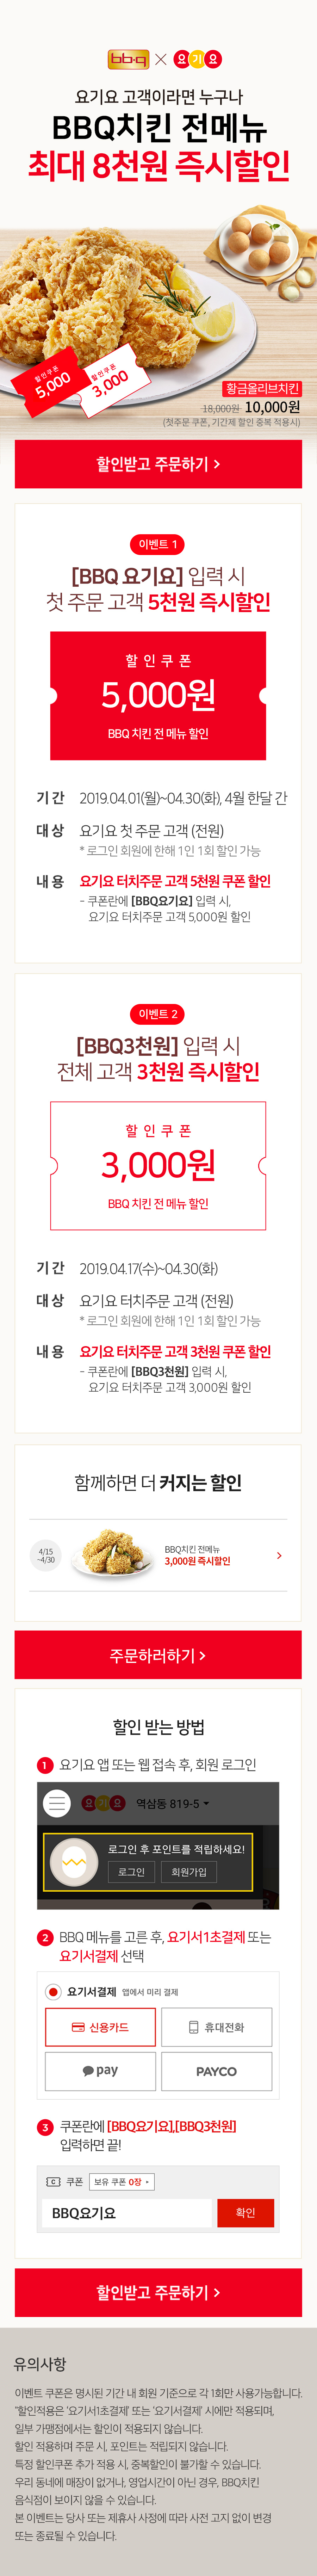 bb.q × 요기요
요기요 고객이라면 누구나
BBQ치킨 전메뉴
최대 8천원 즉시할인
할인쿠폰
5,000
할인쿠폰
3,000
황금올리브치킨
18,000원 10,000원
(첫주문 쿠폰, 기간제 할인 중복 적용시)
할인받고 주문하기 >
이벤트 1
[BBQ 요기요] 입력 시
첫 주문 고객 5천원 즉시할인
할인쿠폰
5,000원
BBQ 치킨 전 메뉴 할인
기간 2019.04.01(월)~04.30(화), 4월 한달 간
대상 요기요 첫 주문 고객 (전원)
* 로그인 회원에 한해 1인 1회 할인 가능
내용 요기요 터치주문 고객 5천원 쿠폰 할인
- 쿠폰란에 [BBQ요기요] 입력 시,
요기요 터치주문 고객 5,000원 할인
이벤트 2
[BBQ3천원] 입력 시
전체 고객 3천원 즉시할인
할인쿠폰
3,000원
BBQ 치킨 전 메뉴 할인
기간 2019.04.17(수)~04.30(화)
대상 요기요 터치주문 고객 (전원)
* 로그인 회원에 한해 1인 1회 할인 가능
내용 요기요 터치주문 고객 3천원 쿠폰 할인
- 쿠폰란에 [BBQ3천원] 입력 시,
요기요 터치주문 고객 3,000원 할인
함께하면 더 커지는 할인
4/15
~4/30
BBQ치킨 전메뉴
3,000원 즉시할인 >
주문하러하기 >
할인 받는 방법
1 요기요 앱 또는 웹 접속 후, 회원 로그인
요기요 역삼동 819-5
로그인 후 포인트를 적립하세요!
로그인 회원가입
2 BBQ 메뉴를 고른 후, 요기서1초결제 또는
요기서결제 선택
요기서결제 앱에서 미리 결제
신용카드 휴대전화
pay PAYCO
3 쿠폰란에 [BBQ요기요],[BBQ3천원]
입력하면 끝!
쿠폰 보유 쿠폰 0장
BBQ요기요 확인
할인받고 주문하기 >
유의사항
이벤트 쿠폰은 명시된 기간 내 회원 기준으로 각 1회만 사용가능합니다.
"할인적용은 '요기서1초결제' 또는 '요기서결제' 시에만 적용되며,
일부 가맹점에서는 할인이 적용되지 않습니다.
할인 적용하며 주문 시, 포인트는 적립되지 않습니다.
특정 할인쿠폰 추가 적용 시, 중복할인이 불가할 수 있습니다.
우리 동네에 매장이 없거나, 영업시간이 아닌 경우, BBQ치킨
음식점이 보이지 않을 수 있습니다.
본 이벤트는 당사 또는 제휴사 사정에 따라 사전 고지 없이 변경
또는 종료될 수 있습니다.